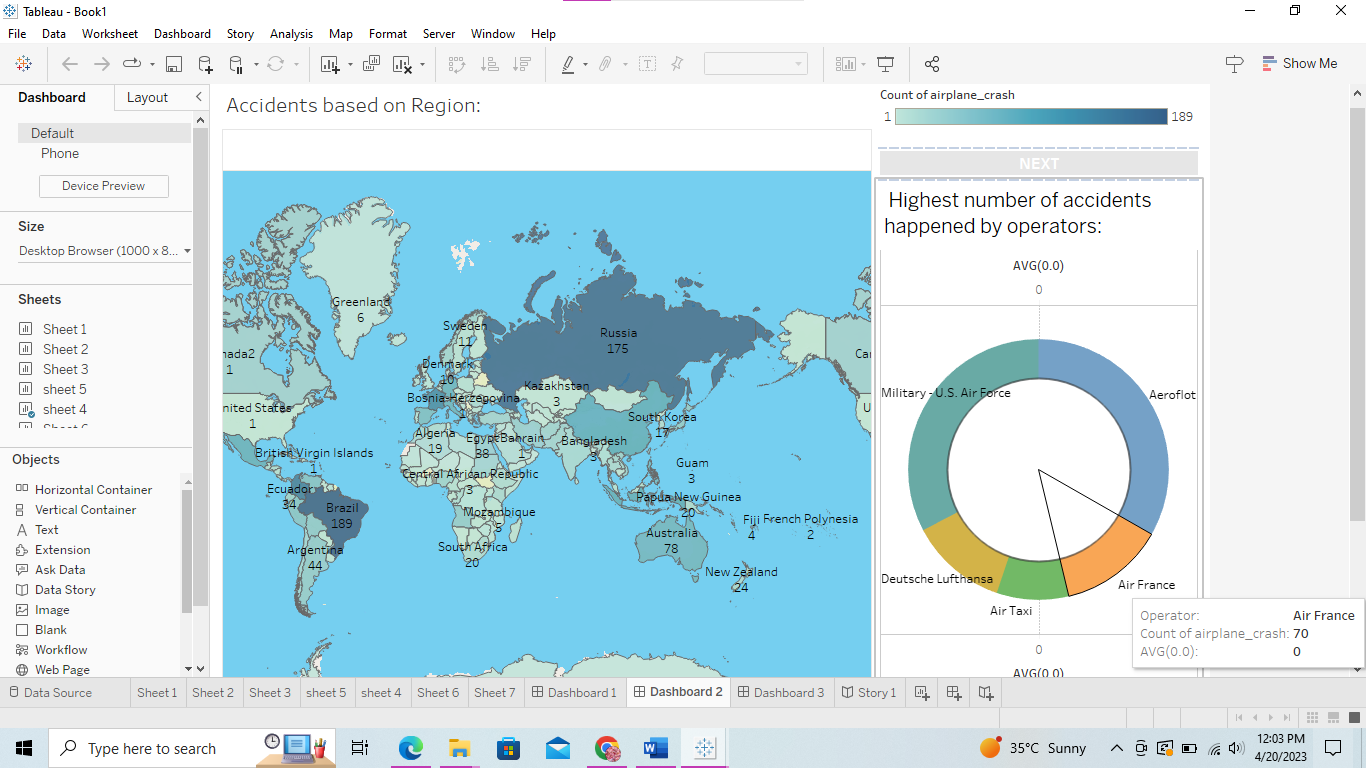 Tableau - Book1
File Data Worksheet Dashboard Story Analysis Map Format Server Window Help
Show Me
Dashboard Layout
Default
Phone
Device Preview
Size
Desktop Browser (1000 x 8...
Sheets
Sheet 1
Sheet 2
Sheet 3
sheet 5
sheet 4
Objects
Horizontal Container
Vertical Container
Text
Extension
Ask Data
Data Story
Image
Blank
Workflow
Web Page
Accidents based on Region:
Greenland
6
Sweden
11
Russia
175
nada2
1
Denmark
10
Kazakhstan
3
Ca
Bosnia-Herzegovina
1
nited States
1
U
South Korea
17
Algeria
19
Egypt
38
Bahrain
1
Bangladesh
3
British Virgin Islands
1
Central African Republic
3
Guam
3
Ecuador
34
Brazil
189
Papua New Guinea
20
Mozambique
5
Fiji
4
French Polynesia
2
Australia
78
Argentina
44
South Africa
20
New Zealand
24
Count of airplane_crash
1 189
NEXT
Highest number of accidents
happened by operators:
AVG(0.0)
0
Military - U.S. Air Force
Aeroflot
Deutsche Lufthansa
Air France
Air Taxi
Operator: Air France
Count of airplane_crash: 70
AVG(0.0): 0
0
AVG(0.0)
Data Source Sheet 1 Sheet 2 Sheet 3 sheet 5 sheet 4 Sheet 6 Sheet 7 Dashboard 1 Dashboard 2 Dashboard 3 Story 1
Type here to search
35°C Sunny
12:03 PM
4/20/2023